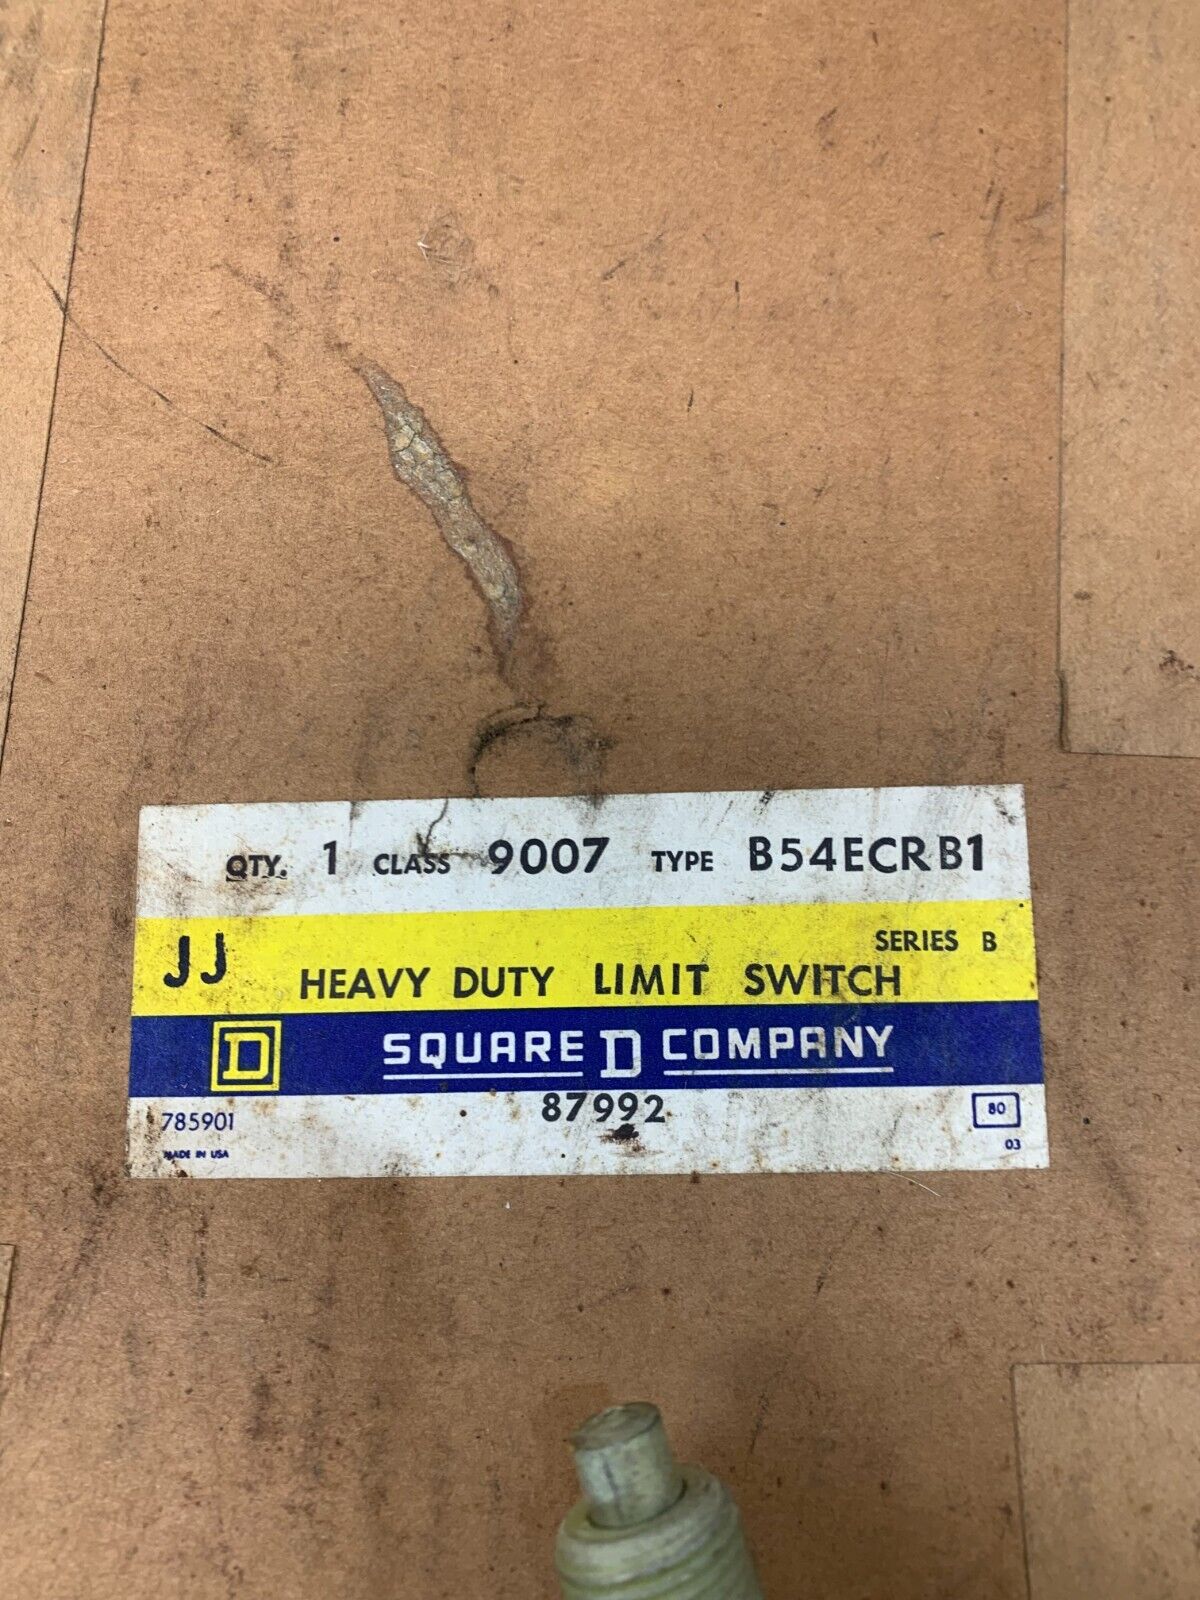 QTY. 1 CLASS 9007 TYPE B54ECRB1
SERIES B
JJ HEAVY DUTY LIMIT SWITCH
D SQUARE D COMPANY
87992
785901
80
MADE IN USA
03